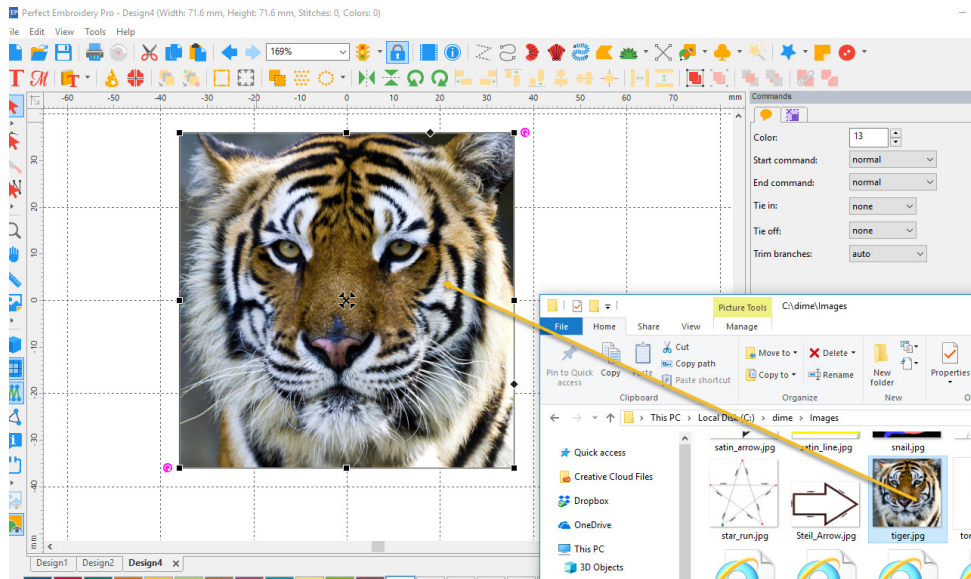 Perfect Embroidery Pro - Design4 (Width: 71.6 mm, Height: 71.6 mm, Stitches: 0, Colors: 0)
ile Edit View Tools Help
169%
-60 -50 -40 -30 -20 -10 0 10 20 30 40 50 60 70 mm
30
20
0
-10
-20
-30
-40
mm
Commands
Color: 13
Start command: normal
End command: normal
Tie in: none
Tie off: none
Trim branches: auto
Picture Tools C:\dime\Images
File Home Share View Manage
Pin to Quick access
Copy
Paste
Cut
Copy path
Paste shortcut
Clipboard
Move to
Copy to
Delete
Rename
Organize
New folder
New
Properties
This PC > Local Disk (C:) > dime > Images
Quick access
Creative Cloud Files
Dropbox
OneDrive
This PC
3D Objects
satin_arrow.jpg satin_line.jpg snail.jpg
star_run.jpg Steil_Arrow.jpg tiger.jpg
Design1 Design2 Design4